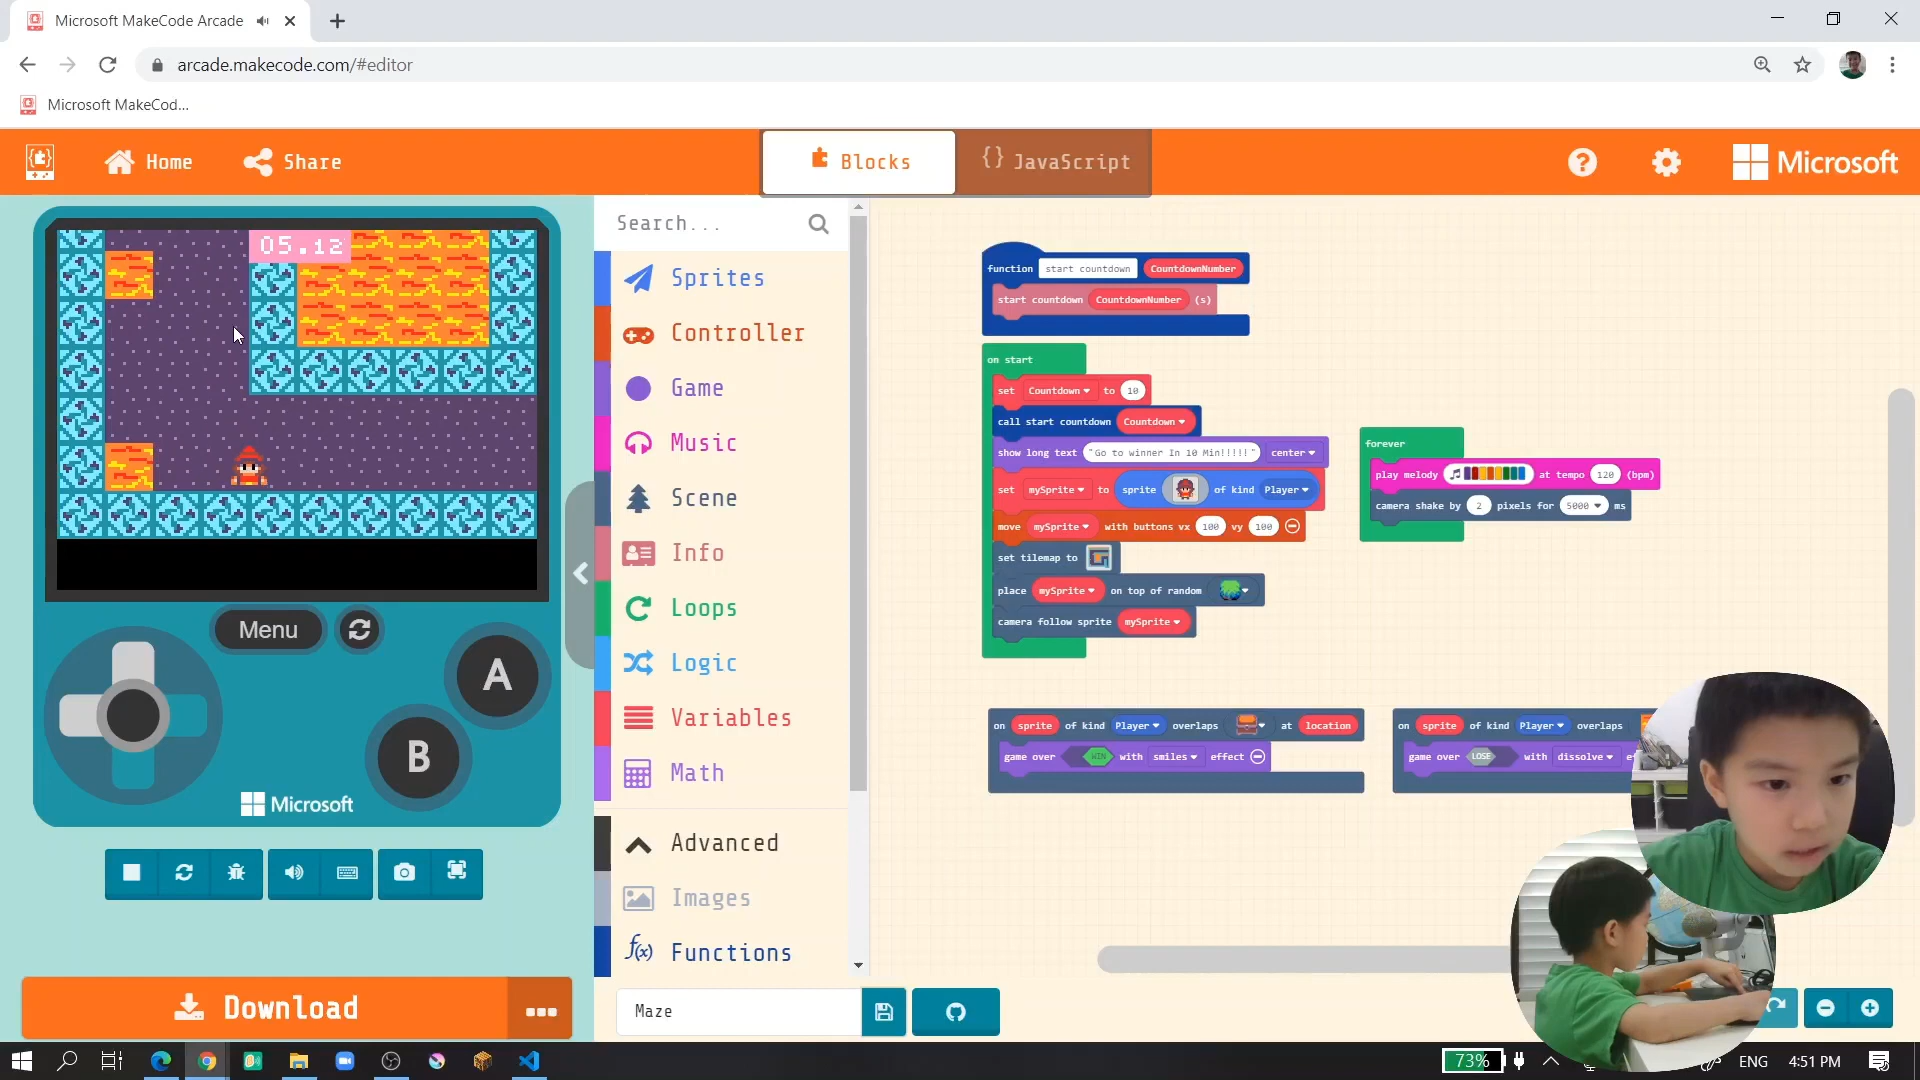 Microsoft MakeCode Arcade
arcade.makecode.com/#editor
Microsoft MakeCod...
Home
Share
Blocks
{} JavaScript
Microsoft
05.12
Menu
A
B
Microsoft
Download
Search...
Sprites
Controller
Game
Music
Scene
Info
Loops
Logic
Variables
Math
Advanced
Images
Functions
Maze
function start countdown CountdownNumber
start countdown CountdownNumber (s)
on start
set Countdown to 10
call start countdown Countdown
show long text "Go to winner In 10 Min!!!!!" center
set mySprite to sprite of kind Player
move mySprite with buttons vx 100 vy 100
set tilemap to
place mySprite on top of random
camera follow sprite mySprite
forever
play melody at tempo 120 (bpm)
camera shake by 2 pixels for 5000 ms
on sprite of kind Player overlaps at location
game over WIN with smiles effect
on sprite of kind Player overlaps
game over LOSE with dissolve
73%
ENG
4:51 PM